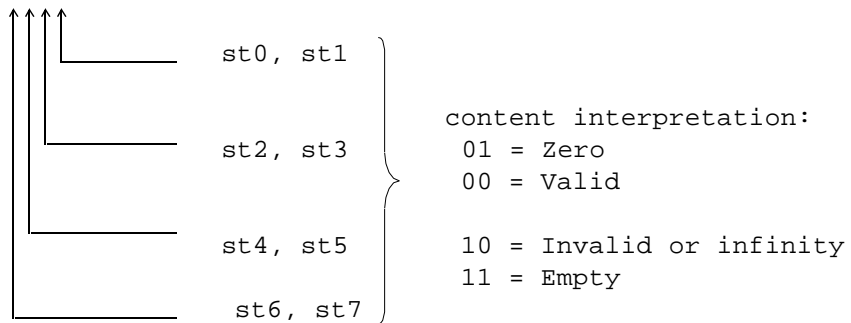 st0, st1
st2, st3
st4, st5
st6, st7
content interpretation:
01 = Zero
00 = Valid
10 = Invalid or infinity
11 = Empty